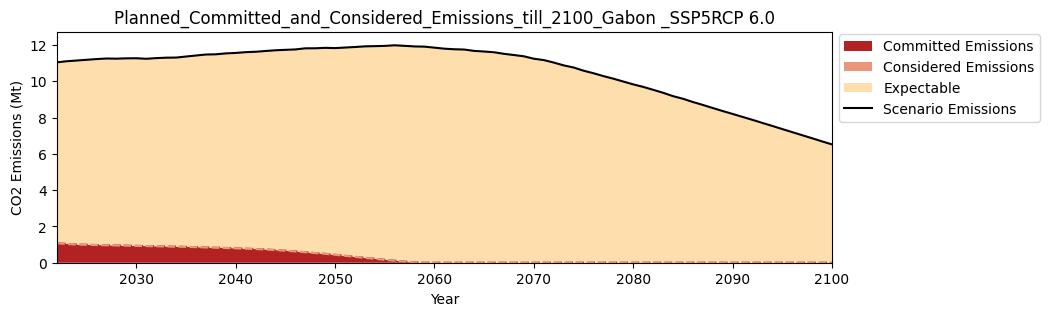 Planned_Committed_and_Considered_Emissions_till_2100_Gabon _SSP5RCP 6.0
Committed Emissions
Considered Emissions
Expectable
Scenario Emissions
CO2 Emissions (Mt)
12
10
8
6
4
2
0
2030 2040 2050 2060 2070 2080 2090 2100
Year